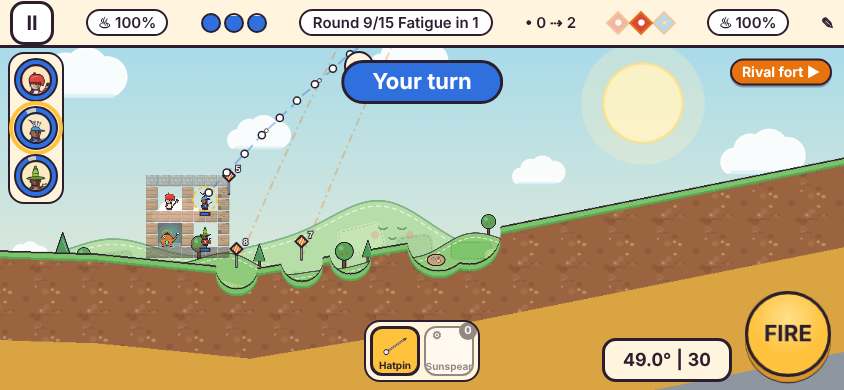 ♨ 100%
Round 9/15 Fatigue in 1
• 0 ⇢ 2
♨ 100%
✎
Your turn
Rival fort ▶
5
8
7
0
Hatpin
Sunspear
49.0° | 30
FIRE